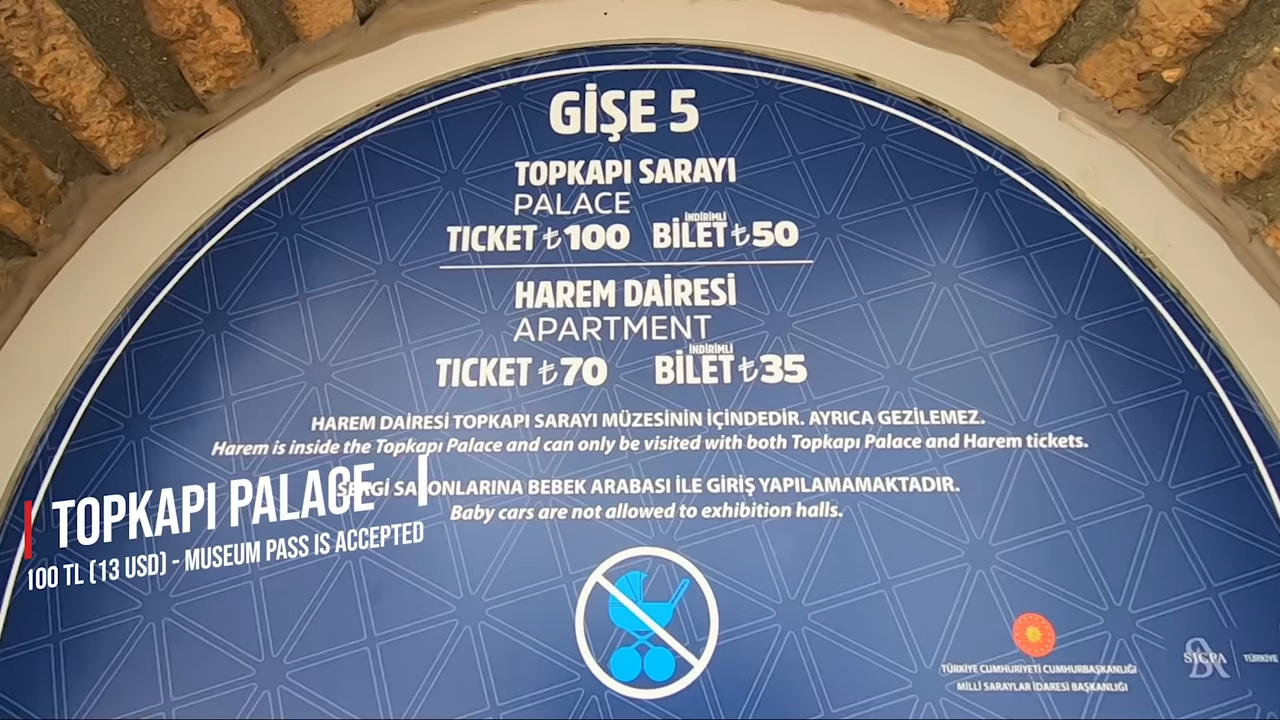 GİŞE 5
TOPKAPI SARAYI
PALACE
TICKET ₺100 İNDİRİMLİ BİLET ₺50
HAREM DAİRESİ
APARTMENT
TICKET ₺70 İNDİRİMLİ BİLET ₺35
HAREM DAİRESİ TOPKAPI SARAYI MÜZESİNİN İÇİNDEDİR. AYRICA GEZİLEMEZ.
Harem is inside the Topkapı Palace and can only be visited with both Topkapı Palace and Harem tickets.
SERGİ SALONLARINA BEBEK ARABASI İLE GİRİŞ YAPILAMAMAKTADIR.
Baby cars are not allowed to exhibition halls.
TOPKAPI PALACE
100 TL (13 USD) - MUSEUM PASS IS ACCEPTED
TÜRKİYE CUMHURİYETİ CUMHURBAŞKANLIĞI
MİLLİ SARAYLAR İDARESİ BAŞKANLIĞI
SICPA TÜRKİYE